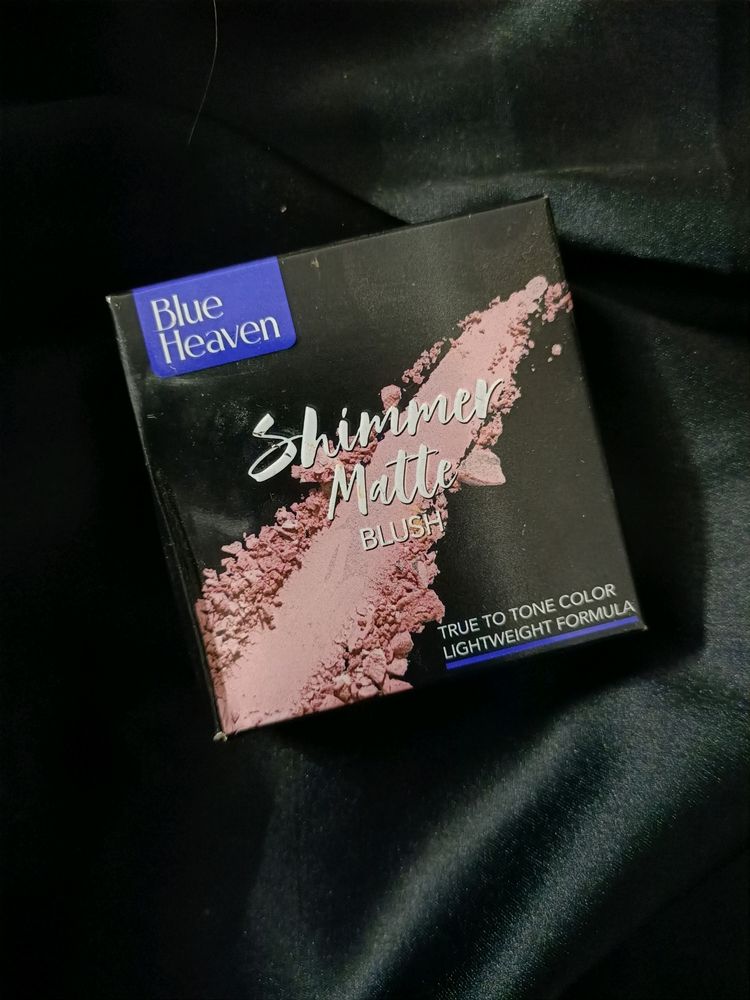 Blue
Heaven
Shimmer
Matte
BLUSH
TRUE TO TONE COLOR
LIGHTWEIGHT FORMULA